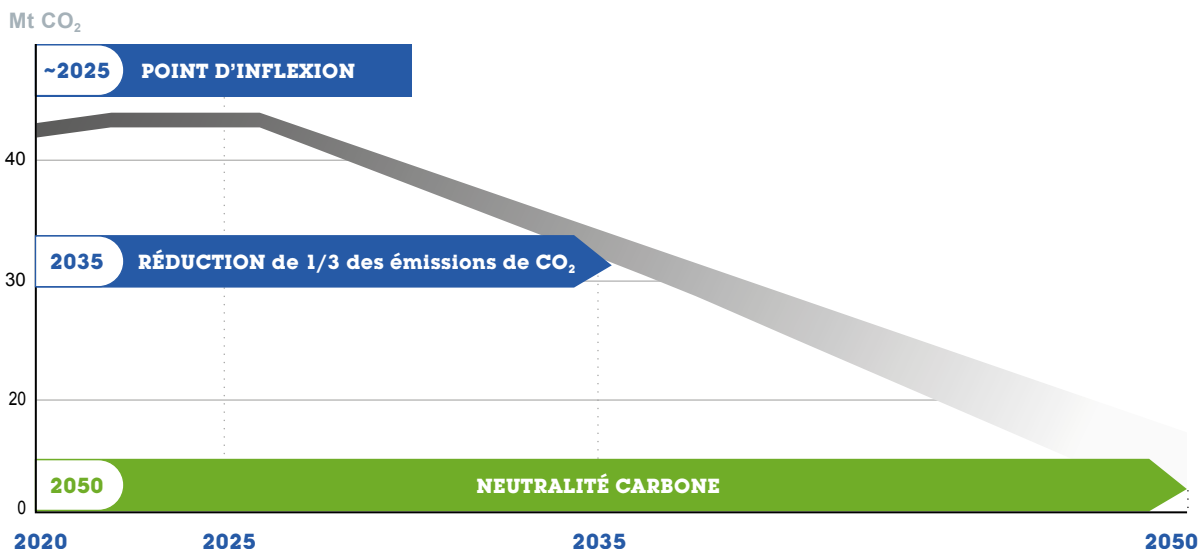 Mt CO₂
~2025 POINT D'INFLEXION
40
2035 RÉDUCTION de 1/3 des émissions de CO₂
30
20
2050 NEUTRALITÉ CARBONE
0
2020 2025 2035 2050